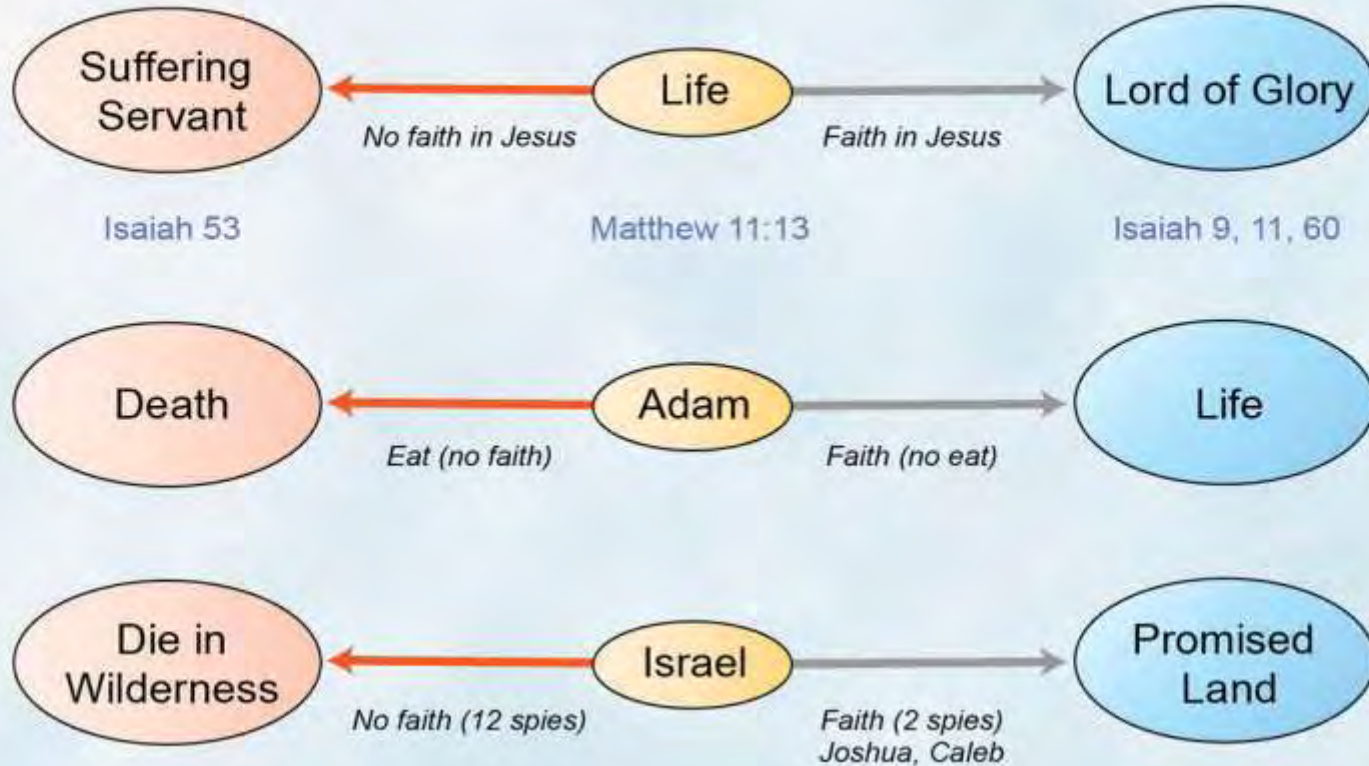 Suffering
Servant
Life
Lord of Glory
No faith in Jesus
Faith in Jesus
Isaiah 53
Matthew 11:13
Isaiah 9, 11, 60
Death
Adam
Life
Eat (no faith)
Faith (no eat)
Die in
Wilderness
Israel
Promised
Land
No faith (12 spies)
Faith (2 spies)
Joshua, Caleb